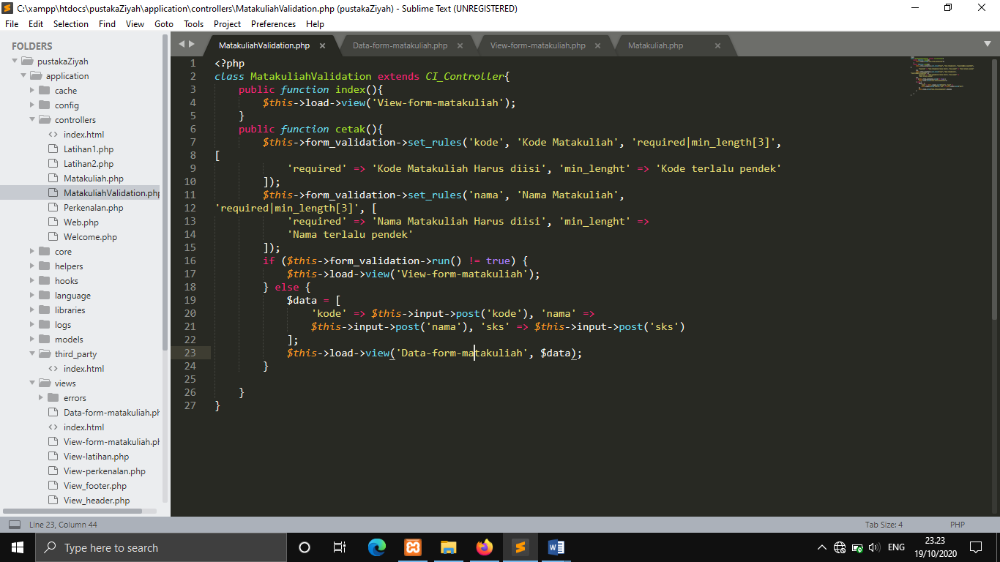 C:\xampp\htdocs\pustakaZiyah\application\controllers\MatakuliahValidation.php (pustakaZiyah) - Sublime Text (UNREGISTERED)
File Edit Selection Find View Goto Tools Project Preferences Help
FOLDERS
pustakaZiyah
application
cache
config
controllers
index.html
Latihan1.php
Latihan2.php
Matakuliah.php
MatakuliahValidation.php
Perkenalan.php
Web.php
Welcome.php
core
helpers
hooks
language
libraries
logs
models
third_party
index.html
views
errors
Data-form-matakuliah.ph
index.html
View-form-matakuliah.ph
View-latihan.php
View-perkenalan.php
View_footer.php
View_header.php
MatakuliahValidation.php Data-form-matakuliah.php View-form-matakuliah.php Matakuliah.php
1 <?php
2 class MatakuliahValidation extends CI_Controller{
3 public function index(){
4 $this->load->view('View-form-matakuliah');
5 }
6 public function cetak(){
7 $this->form_validation->set_rules('kode', 'Kode Matakuliah', 'required|min_length[3]',
8 [
9 'required' => 'Kode Matakuliah Harus diisi', 'min_lenght' => 'Kode terlalu pendek'
10 ]);
11 $this->form_validation->set_rules('nama', 'Nama Matakuliah',
12 'required|min_length[3]', [
13 'required' => 'Nama Matakuliah Harus diisi', 'min_lenght' =>
14 'Nama terlalu pendek'
15 ]);
16 if ($this->form_validation->run() != true) {
17 $this->load->view('View-form-matakuliah');
18 } else {
19 $data = [
20 'kode' => $this->input->post('kode'), 'nama' =>
21 $this->input->post('nama'), 'sks' => $this->input->post('sks')
22 ];
23 $this->load->view('Data-form-matakuliah', $data);
24 }
25
26 }
27 }
Line 23, Column 44 Tab Size: 4 PHP
Type here to search
ENG
23.23
19/10/2020